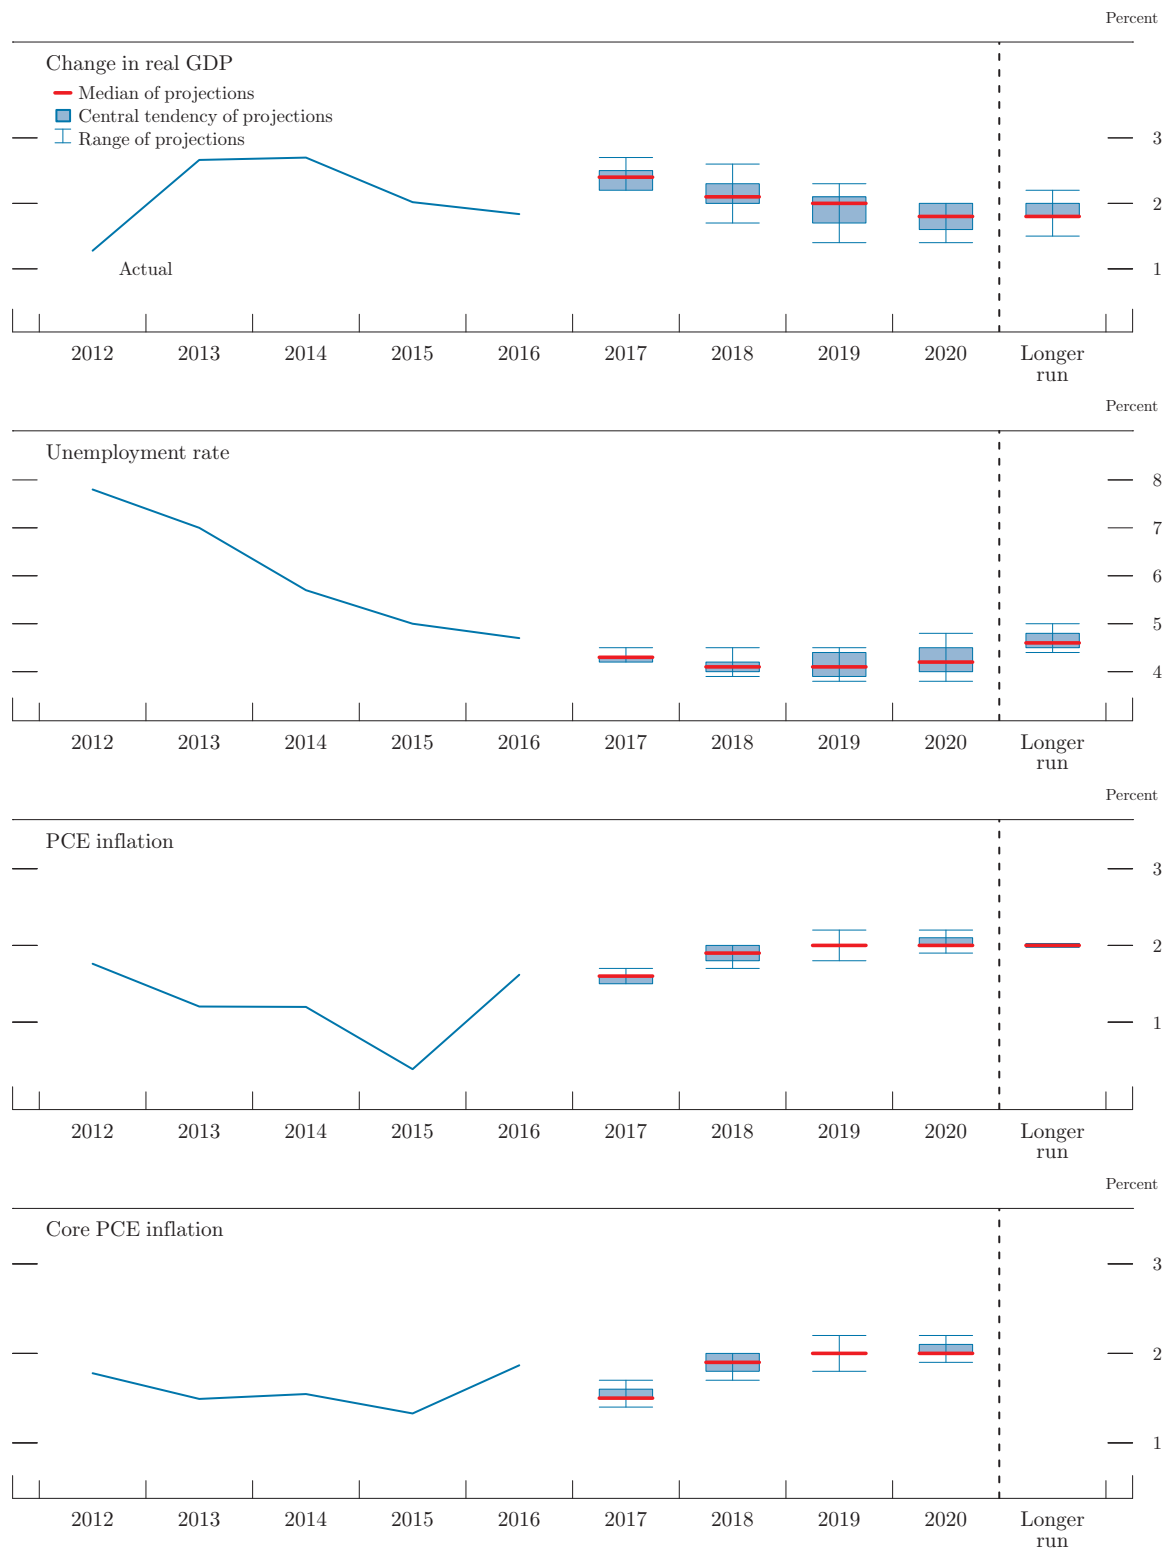 Percent
Change in real GDP
Median of projections
Central tendency of projections
Range of projections
3
2
1
Actual
2012 2013 2014 2015 2016 2017 2018 2019 2020 Longer
run
Percent
Unemployment rate
8
7
6
5
4
2012 2013 2014 2015 2016 2017 2018 2019 2020 Longer
run
Percent
PCE inflation
3
2
1
2012 2013 2014 2015 2016 2017 2018 2019 2020 Longer
run
Percent
Core PCE inflation
3
2
1
2012 2013 2014 2015 2016 2017 2018 2019 2020 Longer
run